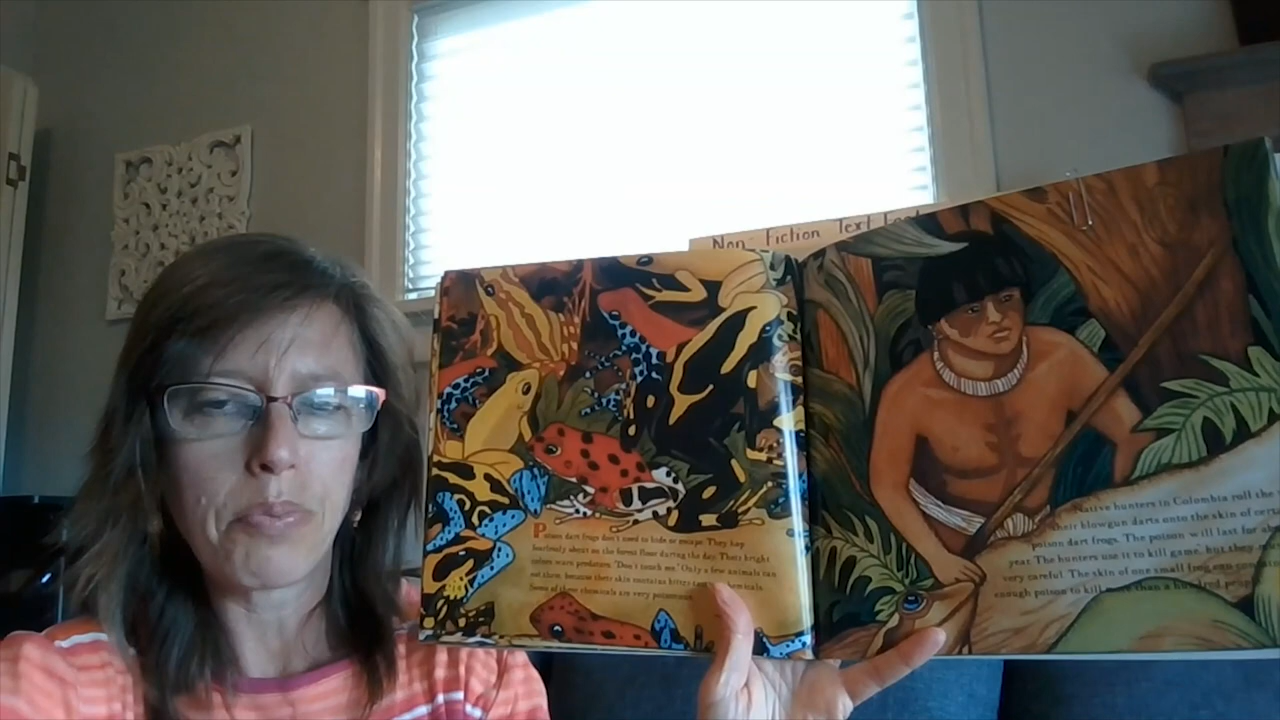 Non-Fiction Text
Poison dart frogs don't need to hide or escape. They hop
fearlessly about on the forest floor during the day. Their bright
colors warn predators: "Don't touch me." Only a few animals can
eat them, because their skin contains bitter chemicals.
Some of these chemicals are very poisonous.
Native hunters in Colombia roll the
their blowgun darts onto the skin of
poison dart frogs. The poison will last for
year. The hunters use it to kill game, but they
very careful. The skin of one small frog can
enough poison to kill more than a hundred